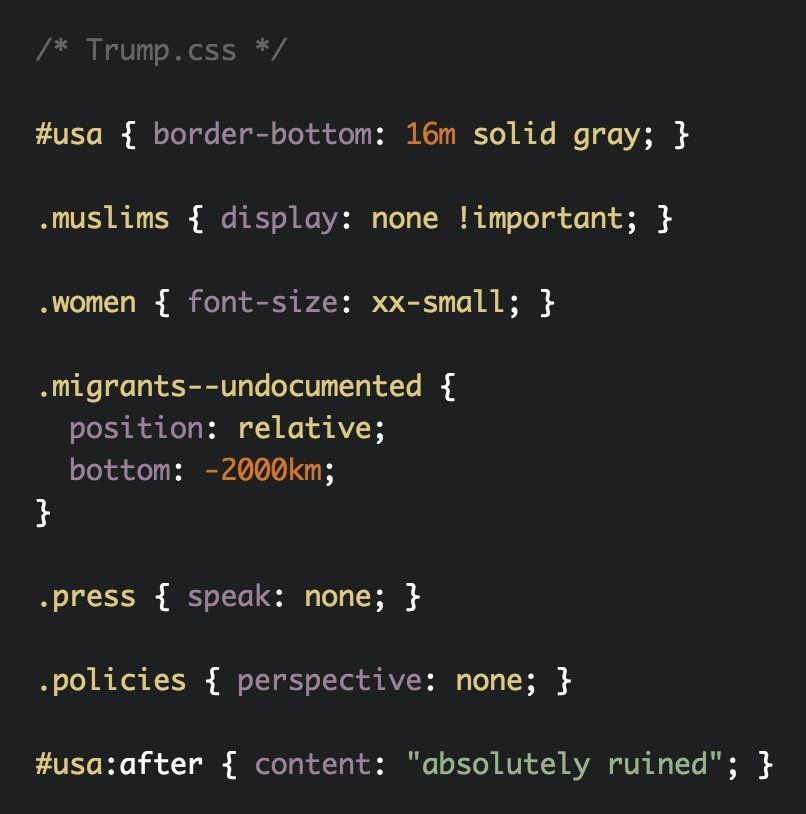 /* Trump.css */
#usa { border-bottom: 16m solid gray; }
.muslims { display: none !important; }
.women { font-size: xx-small; }
.migrants--undocumented {
  position: relative;
  bottom: -2000km;
}
.press { speak: none; }
.policies { perspective: none; }
#usa:after { content: "absolutely ruined"; }